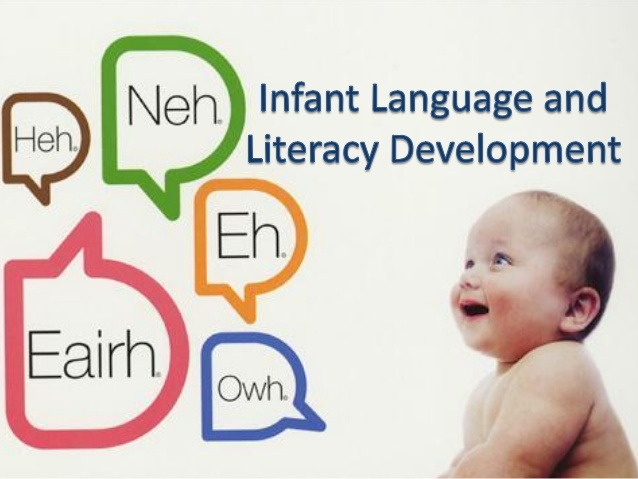 Infant Language and
Literacy Development
Heh®
Neh®
Eh®
Eairh®
Owh®